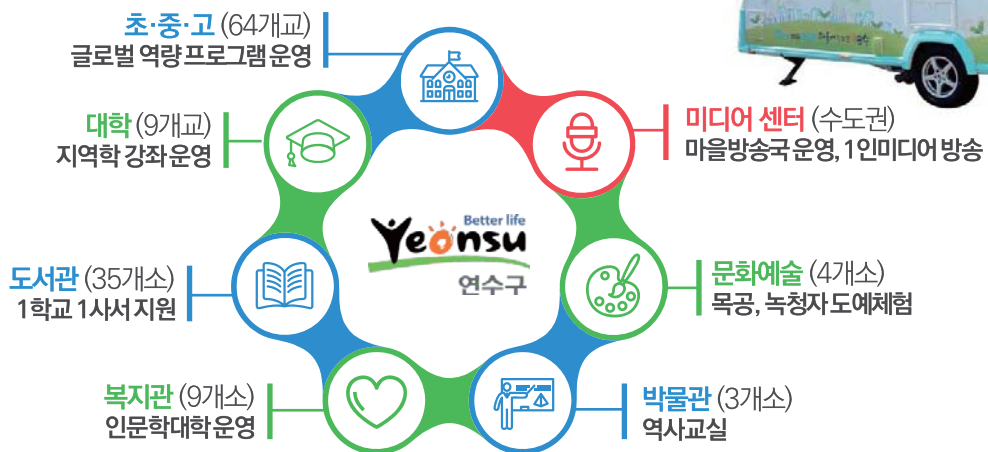 초·중·고 (64개교)
글로벌 역량 프로그램 운영
대학 (9개교)
지역학 강좌 운영
도서관 (35개소)
1학교 1사서 지원
복지관 (9개소)
인문학대학 운영
Better life
Yeonsu
연수구
미디어 센터 (수도권)
마을방송국 운영, 1인미디어 방송
문화예술 (4개소)
목공, 녹청자 도예체험
박물관 (3개소)
역사교실